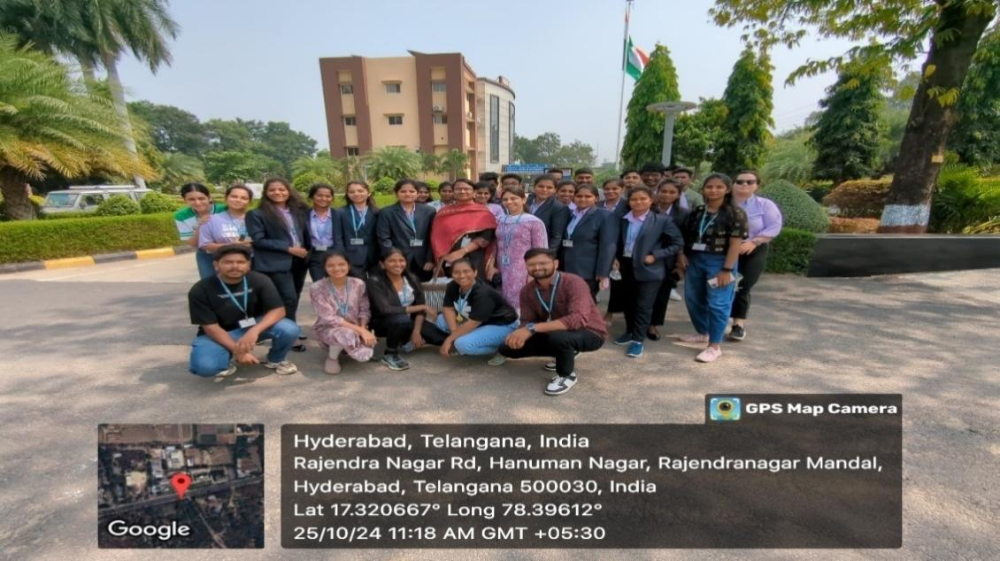 GPS Map Camera
Hyderabad, Telangana, India
Rajendra Nagar Rd, Hanuman Nagar, Rajendranagar Mandal,
Hyderabad, Telangana 500030, India
Lat 17.320667° Long 78.39612°
25/10/24 11:18 AM GMT +05:30
Google